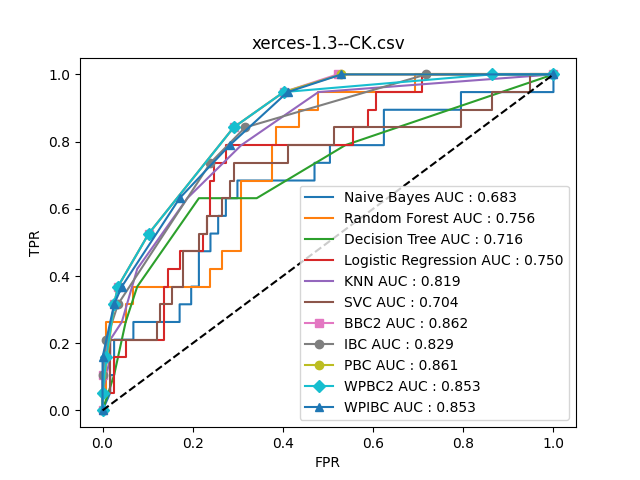 xerces-1.3--CK.csv
1.0
0.8
0.6
0.4
0.2
0.0
TPR
Naive Bayes AUC : 0.683
Random Forest AUC : 0.756
Decision Tree AUC : 0.716
Logistic Regression AUC : 0.750
KNN AUC : 0.819
SVC AUC : 0.704
BBC2 AUC : 0.862
IBC AUC : 0.829
PBC AUC : 0.861
WPBC2 AUC : 0.853
WPIBC AUC : 0.853
0.0 0.2 0.4 0.6 0.8 1.0
FPR